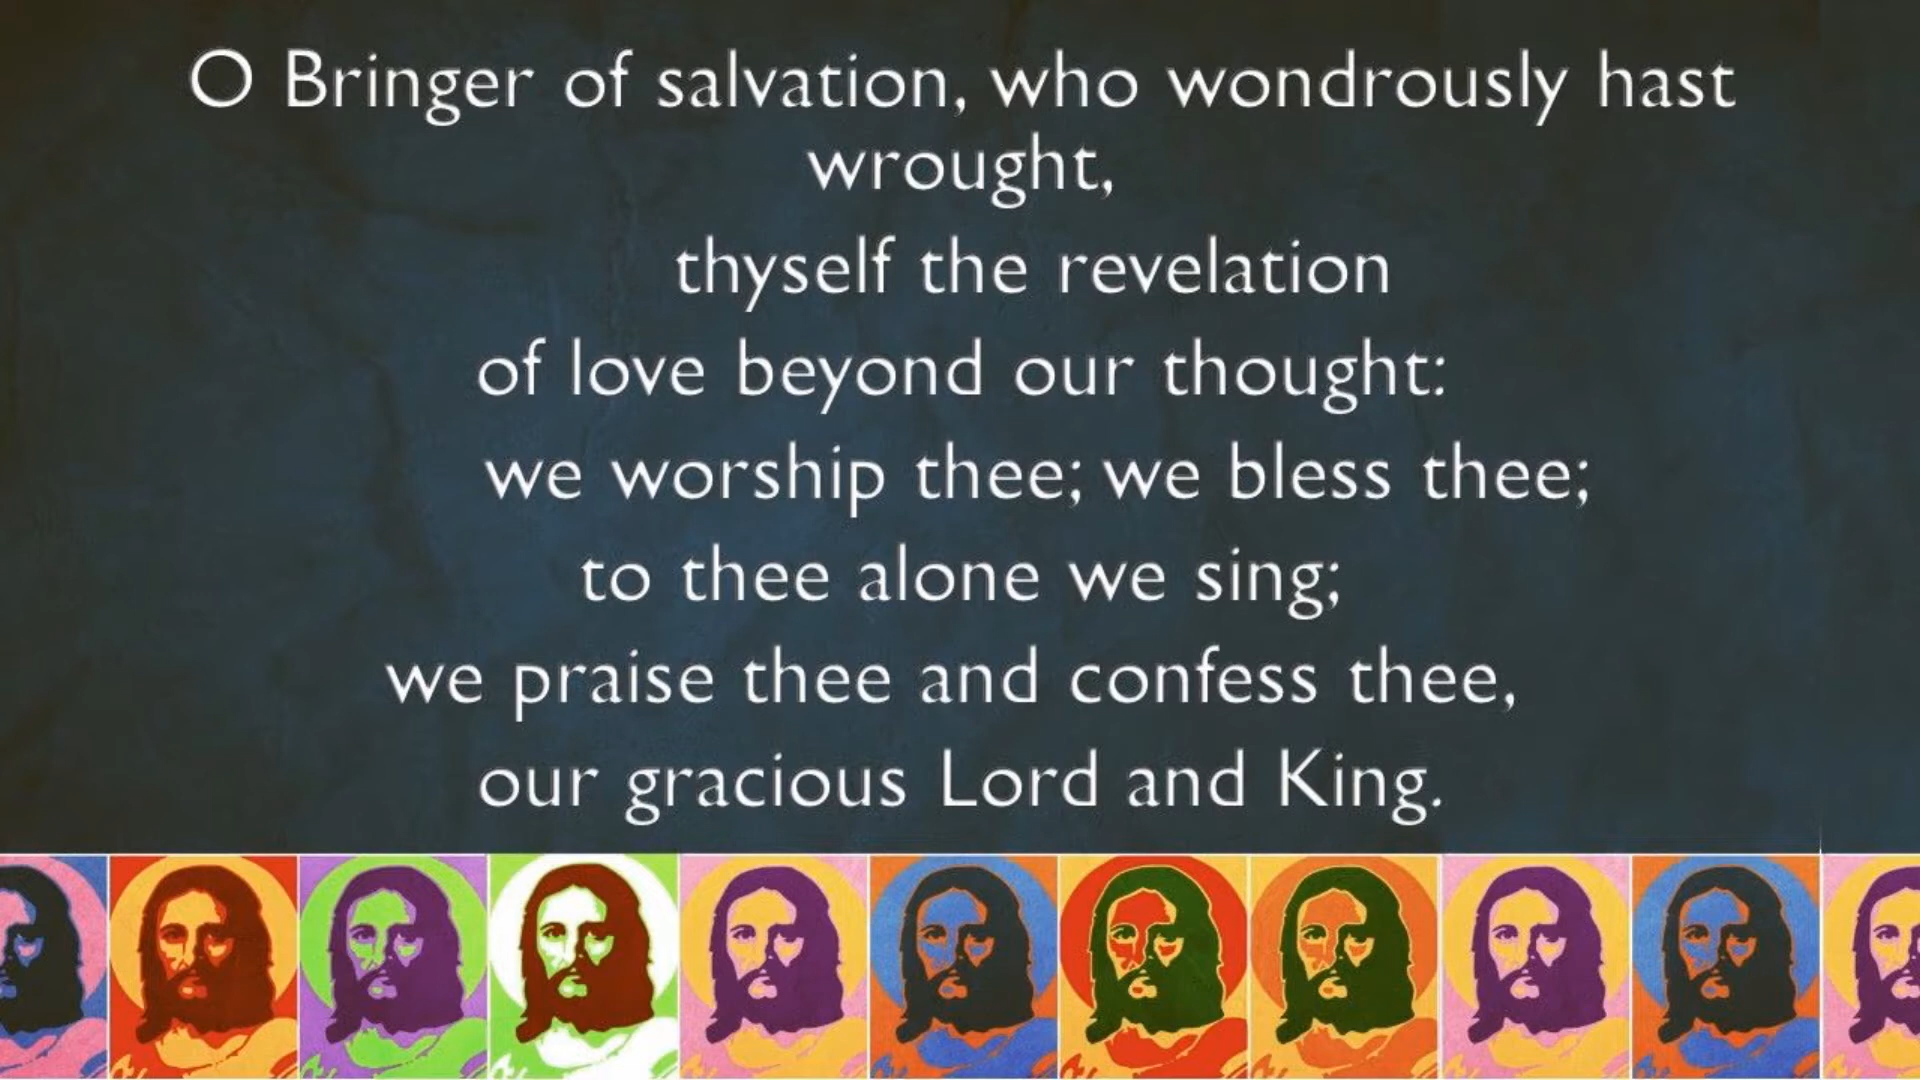 O Bringer of salvation, who wondrously hast
wrought,
thyself the revelation
of love beyond our thought:
we worship thee; we bless thee;
to thee alone we sing;
we praise thee and confess thee,
our gracious Lord and King.